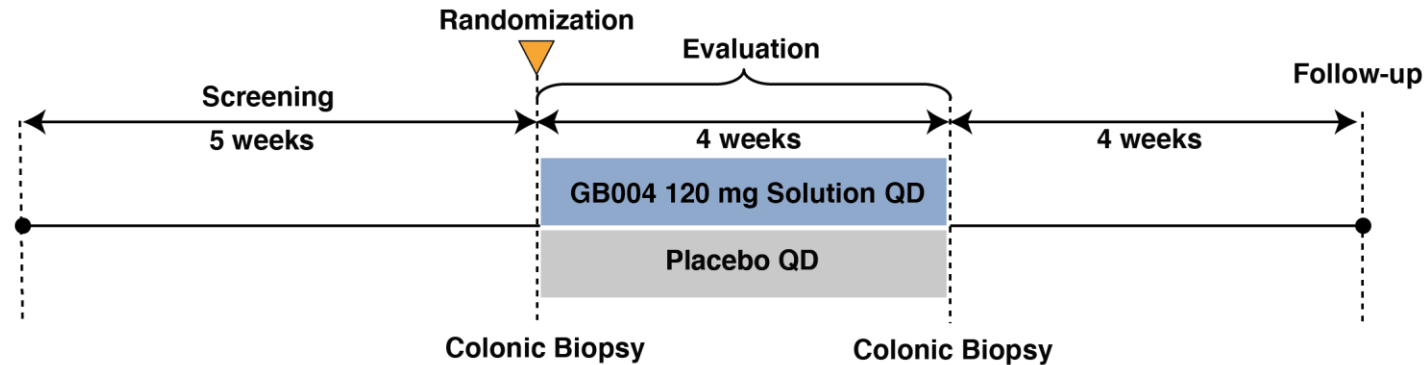 Randomization
Evaluation
Follow-up
Screening
5 weeks
4 weeks
4 weeks
GB004 120 mg Solution QD
Placebo QD
Colonic Biopsy
Colonic Biopsy